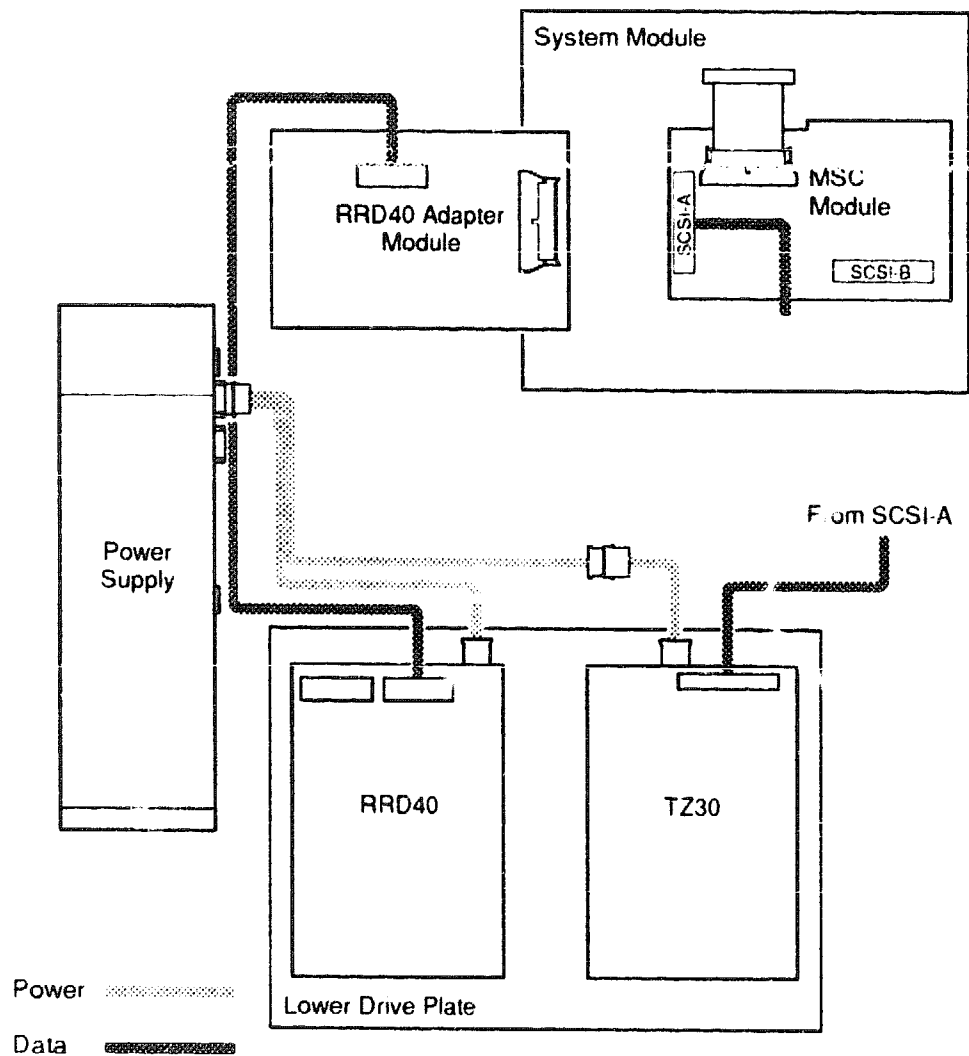 System Module
MSC
Module
SCSI-A
SCSI-B
RRD40 Adapter
Module
Power
Supply
From SCSI-A
RRD40
TZ30
Lower Drive Plate
Power
Data